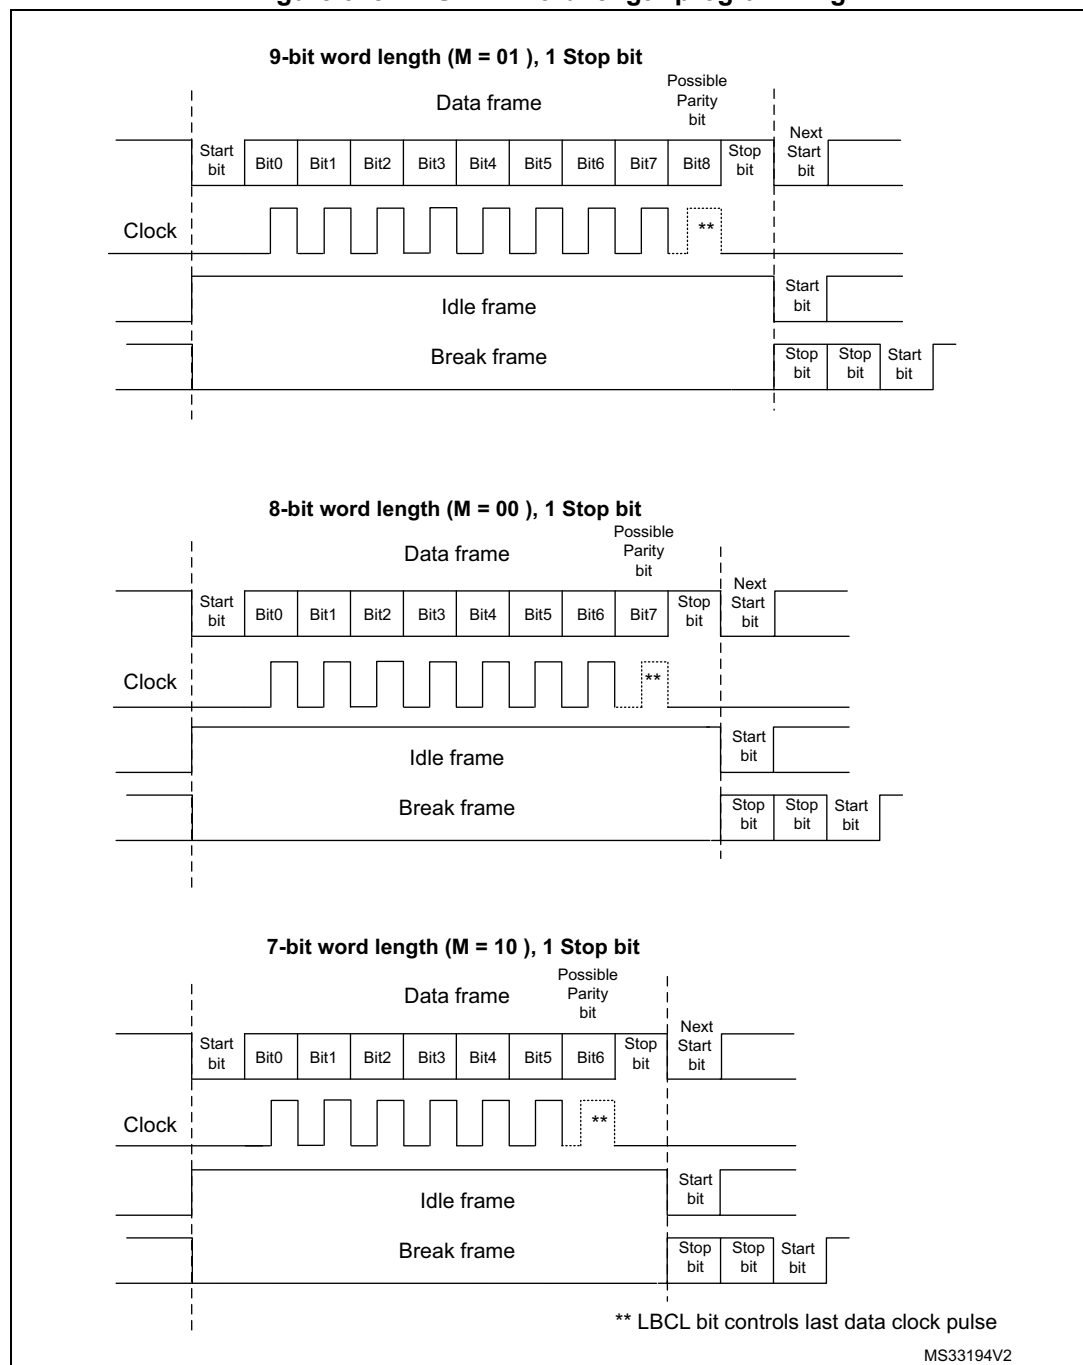 9-bit word length (M = 01 ), 1 Stop bit
Data frame
Possible
Parity
bit
Start
bit
Bit0
Bit1
Bit2
Bit3
Bit4
Bit5
Bit6
Bit7
Bit8
Stop
bit
Next
Start
bit
Clock
**
Idle frame
Start
bit
Break frame
Stop
bit
Stop
bit
Start
bit
8-bit word length (M = 00 ), 1 Stop bit
Data frame
Possible
Parity
bit
Start
bit
Bit0
Bit1
Bit2
Bit3
Bit4
Bit5
Bit6
Bit7
Stop
bit
Next
Start
bit
Clock
**
Idle frame
Start
bit
Break frame
Stop
bit
Stop
bit
Start
bit
7-bit word length (M = 10 ), 1 Stop bit
Data frame
Possible
Parity
bit
Start
bit
Bit0
Bit1
Bit2
Bit3
Bit4
Bit5
Bit6
Stop
bit
Next
Start
bit
Clock
**
Idle frame
Start
bit
Break frame
Stop
bit
Stop
bit
Start
bit
** LBCL bit controls last data clock pulse
MS33194V2